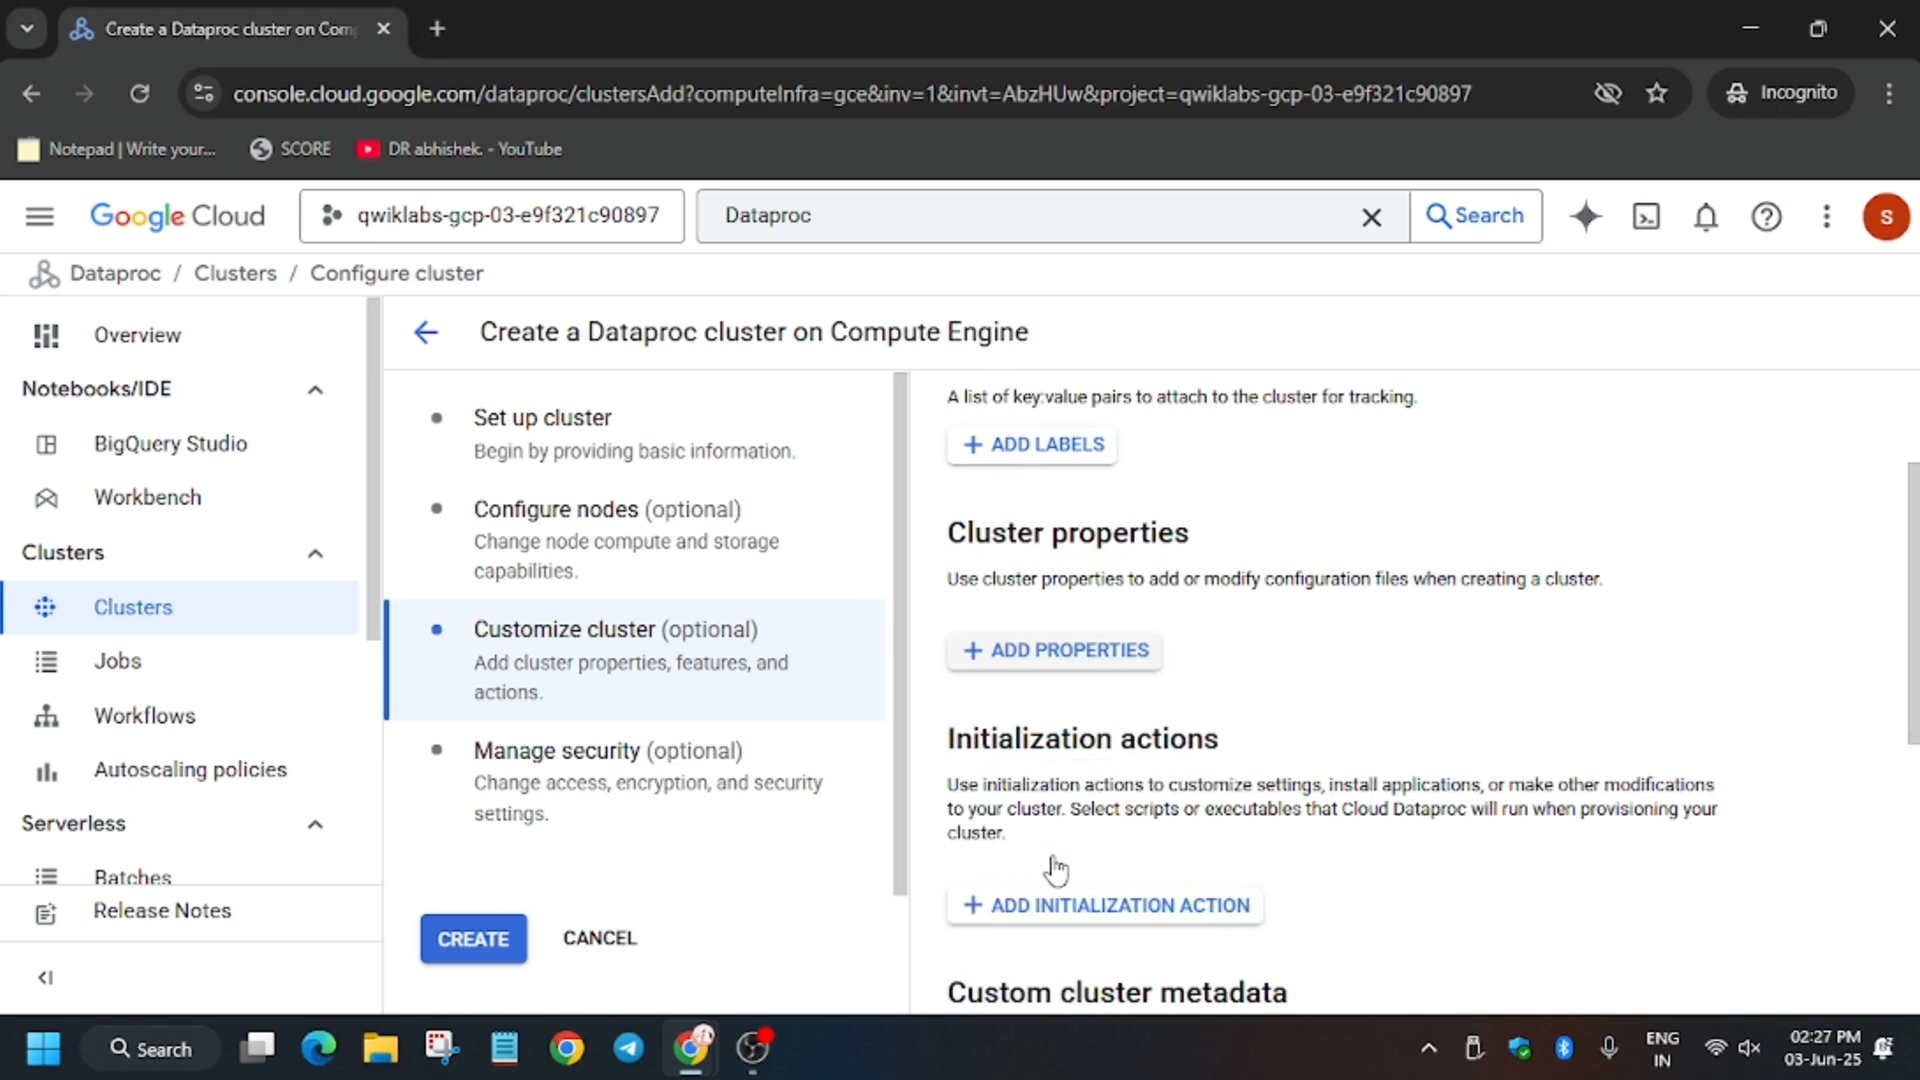 Create a Dataproc cluster on Com
console.cloud.google.com/dataproc/clustersAdd?computeInfra=gce&inv=1&invt=AbzHUw&project=qwiklabs-gcp-03-e9f321c90897
Incognito
Notepad | Write your...
SCORE
DR abhishek. - YouTube
Google Cloud
qwiklabs-gcp-03-e9f321c90897
Dataproc
Search
S
Dataproc / Clusters / Configure cluster
Overview
Notebooks/IDE
BigQuery Studio
Workbench
Clusters
Clusters
Jobs
Workflows
Autoscaling policies
Serverless
Batches
Release Notes
Create a Dataproc cluster on Compute Engine
Set up cluster
Begin by providing basic information.
Configure nodes (optional)
Change node compute and storage
capabilities.
Customize cluster (optional)
Add cluster properties, features, and
actions.
Manage security (optional)
Change access, encryption, and security
settings.
CREATE
CANCEL
A list of key:value pairs to attach to the cluster for tracking.
+ ADD LABELS
Cluster properties
Use cluster properties to add or modify configuration files when creating a cluster.
+ ADD PROPERTIES
Initialization actions
Use initialization actions to customize settings, install applications, or make other modifications
to your cluster. Select scripts or executables that Cloud Dataproc will run when provisioning your
cluster.
+ ADD INITIALIZATION ACTION
Custom cluster metadata
Search
ENG
IN
02:27 PM
03-Jun-25